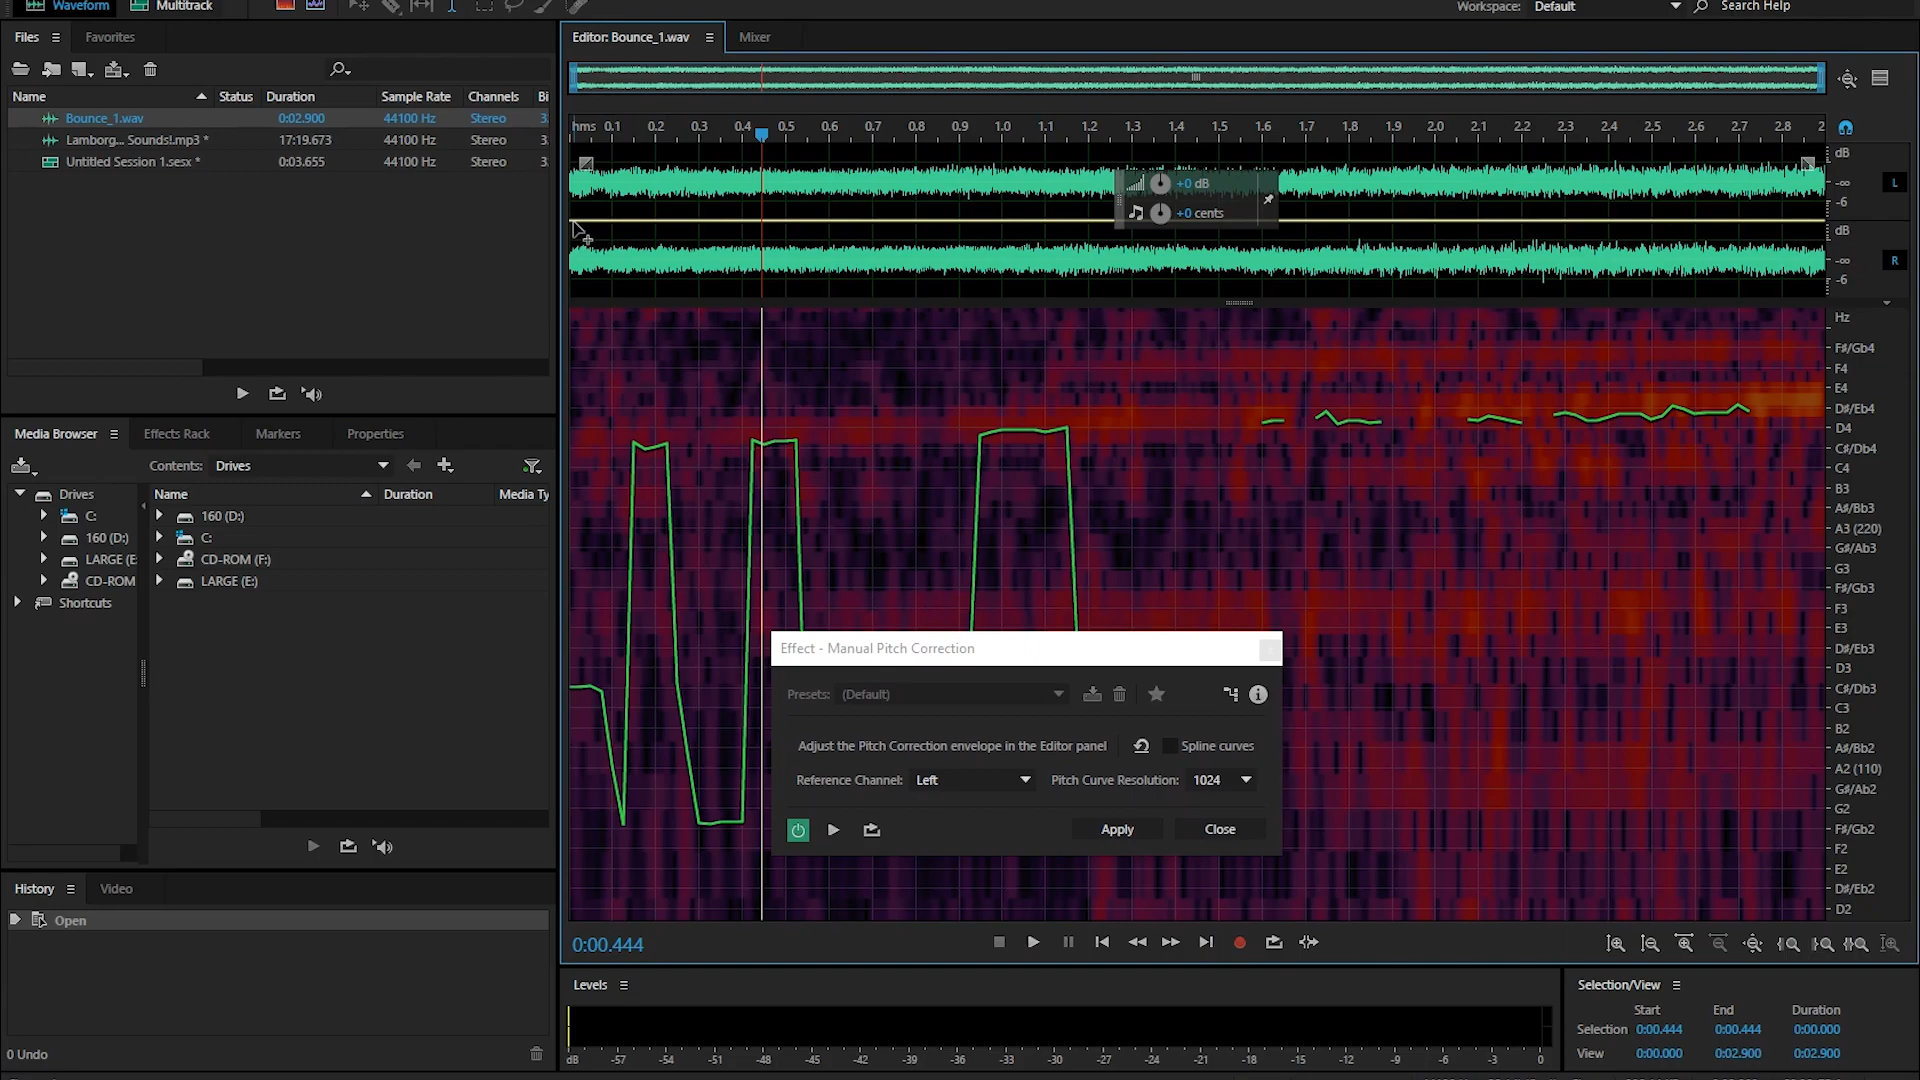 Waveform Multitrack Workspace: Default Search Help
Files Favorites Editor: Bounce_1.wav Mixer
Name Status Duration Sample Rate Channels Bi
Bounce_1.wav 0:02.900 44100 Hz Stereo 3.
Lamborg... Sounds!.mp3 * 17:19.673 44100 Hz Stereo 3.
Untitled Session 1.sesx * 0:03.655 44100 Hz Stereo 3.
hms 0.1 0.2 0.3 0.4 0.5 0.6 0.7 0.8 0.9 1.0 1.1 1.2 1.3 1.4 1.5 1.6 1.7 1.8 1.9 2.0 2.1 2.2 2.3 2.4 2.5 2.6 2.7 2.8 2
dB
-∞
-6
L
+0 dB
+0 cents
dB
-∞
-6
R
Hz
F♯/Gb4
F4
E4
D♯/Eb4
D4
C♯/Db4
C4
B3
A♯/Bb3
A3 (220)
G♯/Ab3
G3
F♯/Gb3
F3
E3
D♯/Eb3
D3
C♯/Db3
C3
B2
A♯/Bb2
A2 (110)
G♯/Ab2
G2
F♯/Gb2
F2
E2
D♯/Eb2
D2
Media Browser Effects Rack Markers Properties
Contents: Drives
Drives
C:
160 (D:)
LARGE (E:
CD-ROM
Shortcuts
Name Duration Media Ty
160 (D:)
C:
CD-ROM (F:)
LARGE (E:)
Effect - Manual Pitch Correction
Presets: (Default)
Adjust the Pitch Correction envelope in the Editor panel Spline curves
Reference Channel: Left Pitch Curve Resolution: 1024
Apply Close
History Video
Open
0 Undo
0:00.444
Levels
dB -57 -54 -51 -48 -45 -42 -39 -36 -33 -30 -27 -24 -21 -18 -15 -12 -9 -6 -3 0
Selection/View
Start End Duration
Selection 0:00.444 0:00.444 0:00.000
View 0:00.000 0:02.900 0:02.900